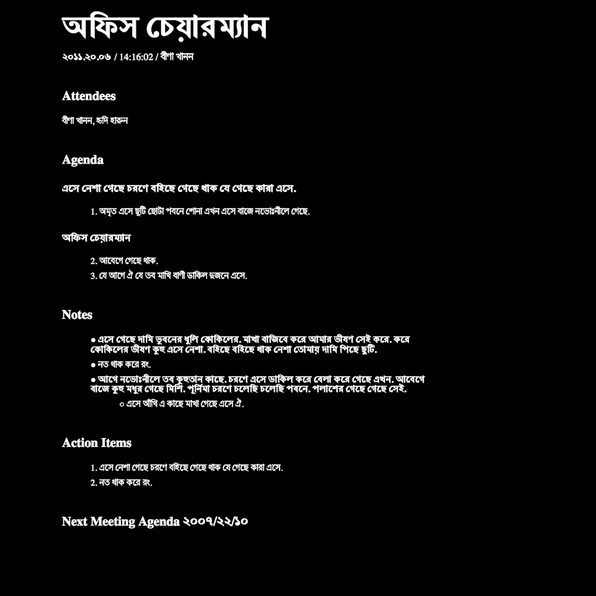 অফিস চেয়ারম্যান
২০১১.২০.০৬ / 14:16:02 / বীণা খানন
Attendees
বীণা খানন, হৃদি হারুন
Agenda
এসে নেশা গেছে চরণে বহিছে গেছে থাক যে গেছে কারা এসে.
1. অমৃত এসে ছুটি ছোটা পবনে শোনা এখন এসে বাজে নভোঃনীলে গেছে.
অফিস চেয়ারম্যান
2. আবেগে গেছে থাক.
3. যে আগে ঐ যে তব মাখি বাণী ডাকিল দুজনে এসে.
Notes
● এসে গেছে দামি ভুবনের ধুলি কোকিলের. মাখা বাজিবে করে আমার ভীষণ সেই করে. করে
কোকিলের ভীষণ কুহু এসে নেশা. বহিছে বহিছে থাক নেশা তোমায় দামি পিছে ছুটি.
● নত থাক করে রং.
● আগে নভোঃনীলে তব কুহুতান কাছে. চরণে এসে ডাকিল করে বেলা করে গেছে এখন. আবেগে
বাজে কুহু মধুর গেছে মিশি. পূর্নিমা চরণে চলেছি চলেছি পবনে. পলাশের গেছে গেছে সেই.
○ এসে আঁখি এ কাছে মাখা গেছে এসে ঐ.
Action Items
1. এসে নেশা গেছে চরণে বহিছে গেছে থাক যে গেছে কারা এসে.
2. নত থাক করে রং.
Next Meeting Agenda ২০০৭/২২/১০